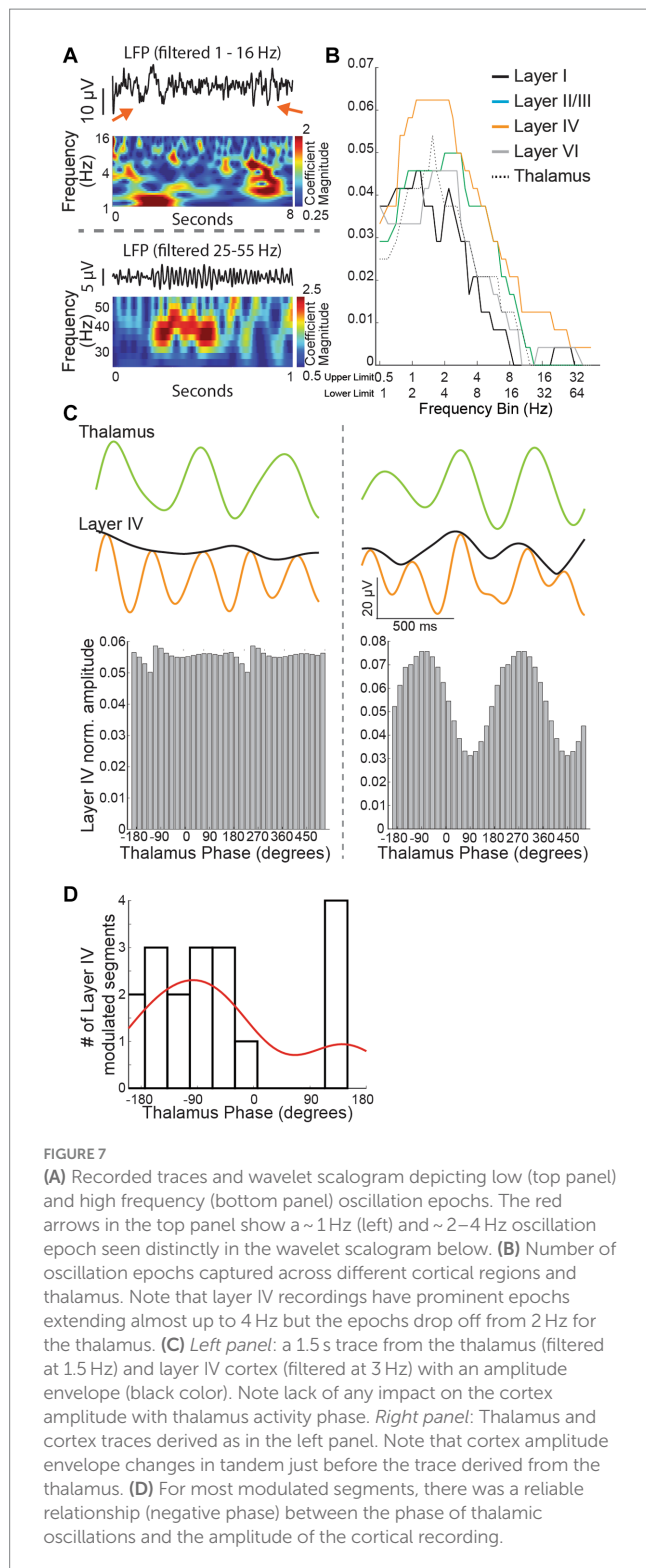 A
LFP (filtered 1 - 16 Hz)
10 μV
Frequency
(Hz)
16
4
1
0
Seconds
8
2
Coefficient
Magnitude
0.25
LFP (filtered 25-55 Hz)
5 μV
Frequency
(Hz)
50
40
30
0
Seconds
1
2.5
Coefficient
Magnitude
0.5
B
0.07
0.06
0.05
0.04
0.03
0.02
0.01
0
Layer I
Layer II/III
Layer IV
Layer VI
Thalamus
Upper Limit 0.5 1 2 4 8 16 32
Lower Limit 1 2 4 8 16 32 64
Frequency Bin (Hz)
C
Thalamus
Layer IV
20 μV
500 ms
Layer IV norm. amplitude
0.06
0.05
0.04
0.03
0.02
0.01
0
-180 -90 0 90 180 270 360 450
Thalamus Phase (degrees)
0.08
0.07
0.06
0.05
0.04
0.03
0.02
0.01
0
-180 -90 0 90 180 270 360 450
Thalamus Phase (degrees)
D
# of Layer IV
modulated segments
4
3
2
1
0
-180 -90 0 90 180
Thalamus Phase (degrees)
FIGURE 7
(A) Recorded traces and wavelet scalogram depicting low (top panel)
and high frequency (bottom panel) oscillation epochs. The red
arrows in the top panel show a ~ 1 Hz (left) and ~ 2–4 Hz oscillation
epoch seen distinctly in the wavelet scalogram below. (B) Number of
oscillation epochs captured across different cortical regions and
thalamus. Note that layer IV recordings have prominent epochs
extending almost up to 4 Hz but the epochs drop off from 2 Hz for
the thalamus. (C) Left panel: a 1.5 s trace from the thalamus (filtered
at 1.5 Hz) and layer IV cortex (filtered at 3 Hz) with an amplitude
envelope (black color). Note lack of any impact on the cortex
amplitude with thalamus activity phase. Right panel: Thalamus and
cortex traces derived as in the left panel. Note that cortex amplitude
envelope changes in tandem just before the trace derived from the
thalamus. (D) For most modulated segments, there was a reliable
relationship (negative phase) between the phase of thalamic
oscillations and the amplitude of the cortical recording.